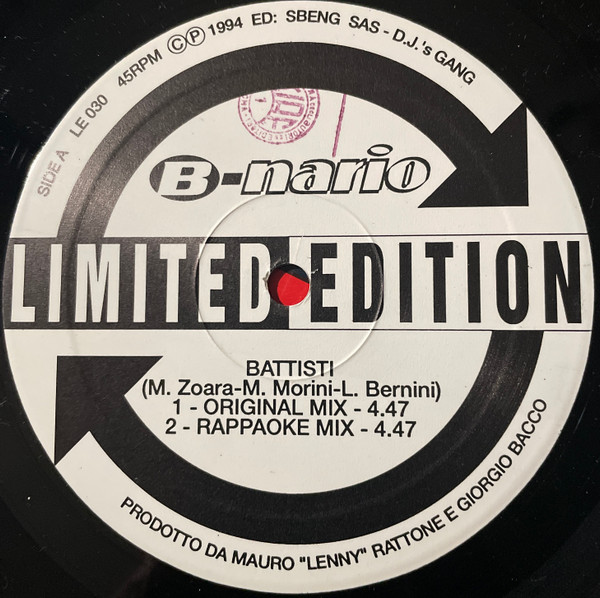 SIDE A LE 030 45RPM Ⓒ Ⓟ 1994 ED: SBENG SAS - D.J.'s GANG
B-nario
LIMITED EDITION
BATTISTI
(M. Zoara-M. Morini-L. Bernini)
1 - ORIGINAL MIX - 4.47
2 - RAPPAOKE MIX - 4.47
PRODOTTO DA MAURO "LENNY" RATTONE E GIORGIO BACCO